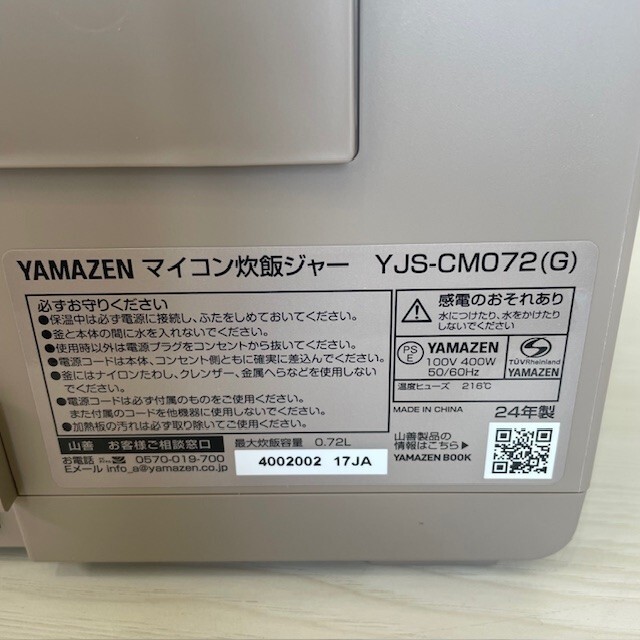 YAMAZEN マイコン炊飯ジャー YJS-CM072(G)
必ずお守りください
●保温中は必ず電源に接続し、ふたをしめておいてください。
●釜と本体の間に水を入れないでください。
●使用時以外は電源プラグをコンセントから抜いてください。
●電源コードは本体、コンセント側ともに確実に差込んでください。
●釜にはナイロンたわし、クレンザー、金属へらなどを使用しない
でください。
●電源コードは必ず付属のものをご使用ください。
また付属のコードを他機器に使用しないでください。
●加熱板の汚れは必ず取り除いてください。
山善 お客様ご相談窓口
お電話 0570-019-700
Eメール info_a@yamazen.co.jp
最大炊飯容量 0.72L
4002002 17JA
感電のおそれあり
水につけたり、水をかけたり
しないでください
PS
E
YAMAZEN
100V 400W
50/60Hz
TÜVRheinland
YAMAZEN
温度ヒューズ 216℃
MADE IN CHINA
24年製
山善製品の
情報はこちら▶
YAMAZEN BOOK